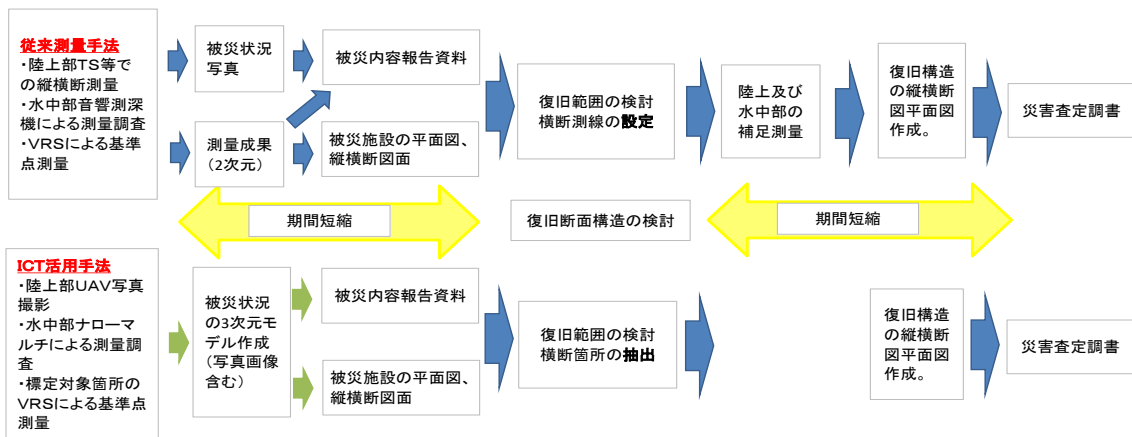 従来測量手法
・陸上部TS等で
の縦横断測量
・水中部音響測深
機による測量調査
・VRSによる基準
点測量
被災状況
写真
測量成果
（2次元）
被災内容報告資料
被災施設の平面図、
縦横断図面
復旧範囲の検討
横断測線の設定
陸上及び
水中部の
補足測量
復旧構造
の縦横断
図平面図
作成。
災害査定調書
期間短縮
復旧断面構造の検討
期間短縮
ICT活用手法
・陸上部UAV写真
撮影
・水中部ナローマ
ルチによる測量調
査
・標定対象箇所の
VRSによる基準点
測量
被災状況
の3次元モ
デル作成
（写真画像
含む）
被災内容報告資料
被災施設の平面図、
縦横断図面
復旧範囲の検討
横断箇所の抽出
復旧構造
の縦横断
図平面図
作成。
災害査定調書